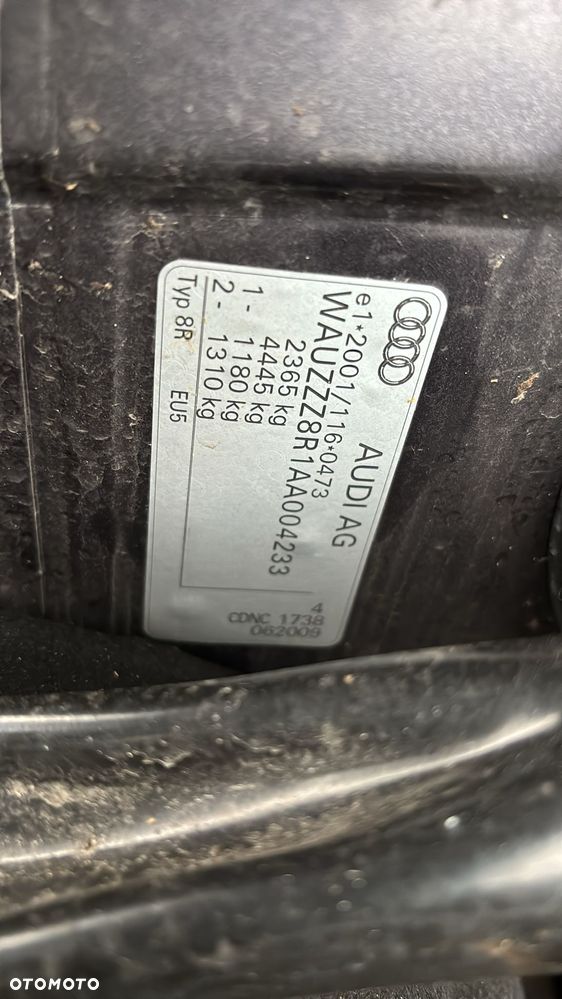 AUDI AG
e1*2001/116*0473
WAUZZZ8R1AA004233
2365 kg
4445 kg
1- 1180 kg
2- 1310 kg
Typ 8R EU5
4
CDNC 1738
062009
OTOMOTO